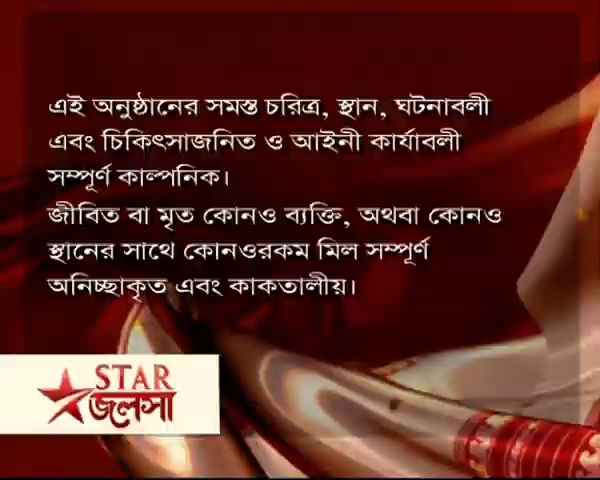 এই অনুষ্ঠানের সমস্ত চরিত্র, স্থান, ঘটনাবলী
এবং চিকিৎসাজনিত ও আইনী কার্যাবলী
সম্পূর্ণ কাল্পনিক।
জীবিত বা মৃত কোনও ব্যক্তি, অথবা কোনও
স্থানের সাথে কোনওরকম মিল সম্পূর্ণ
অনিচ্ছাকৃত এবং কাকতালীয়।
STAR
জলসা